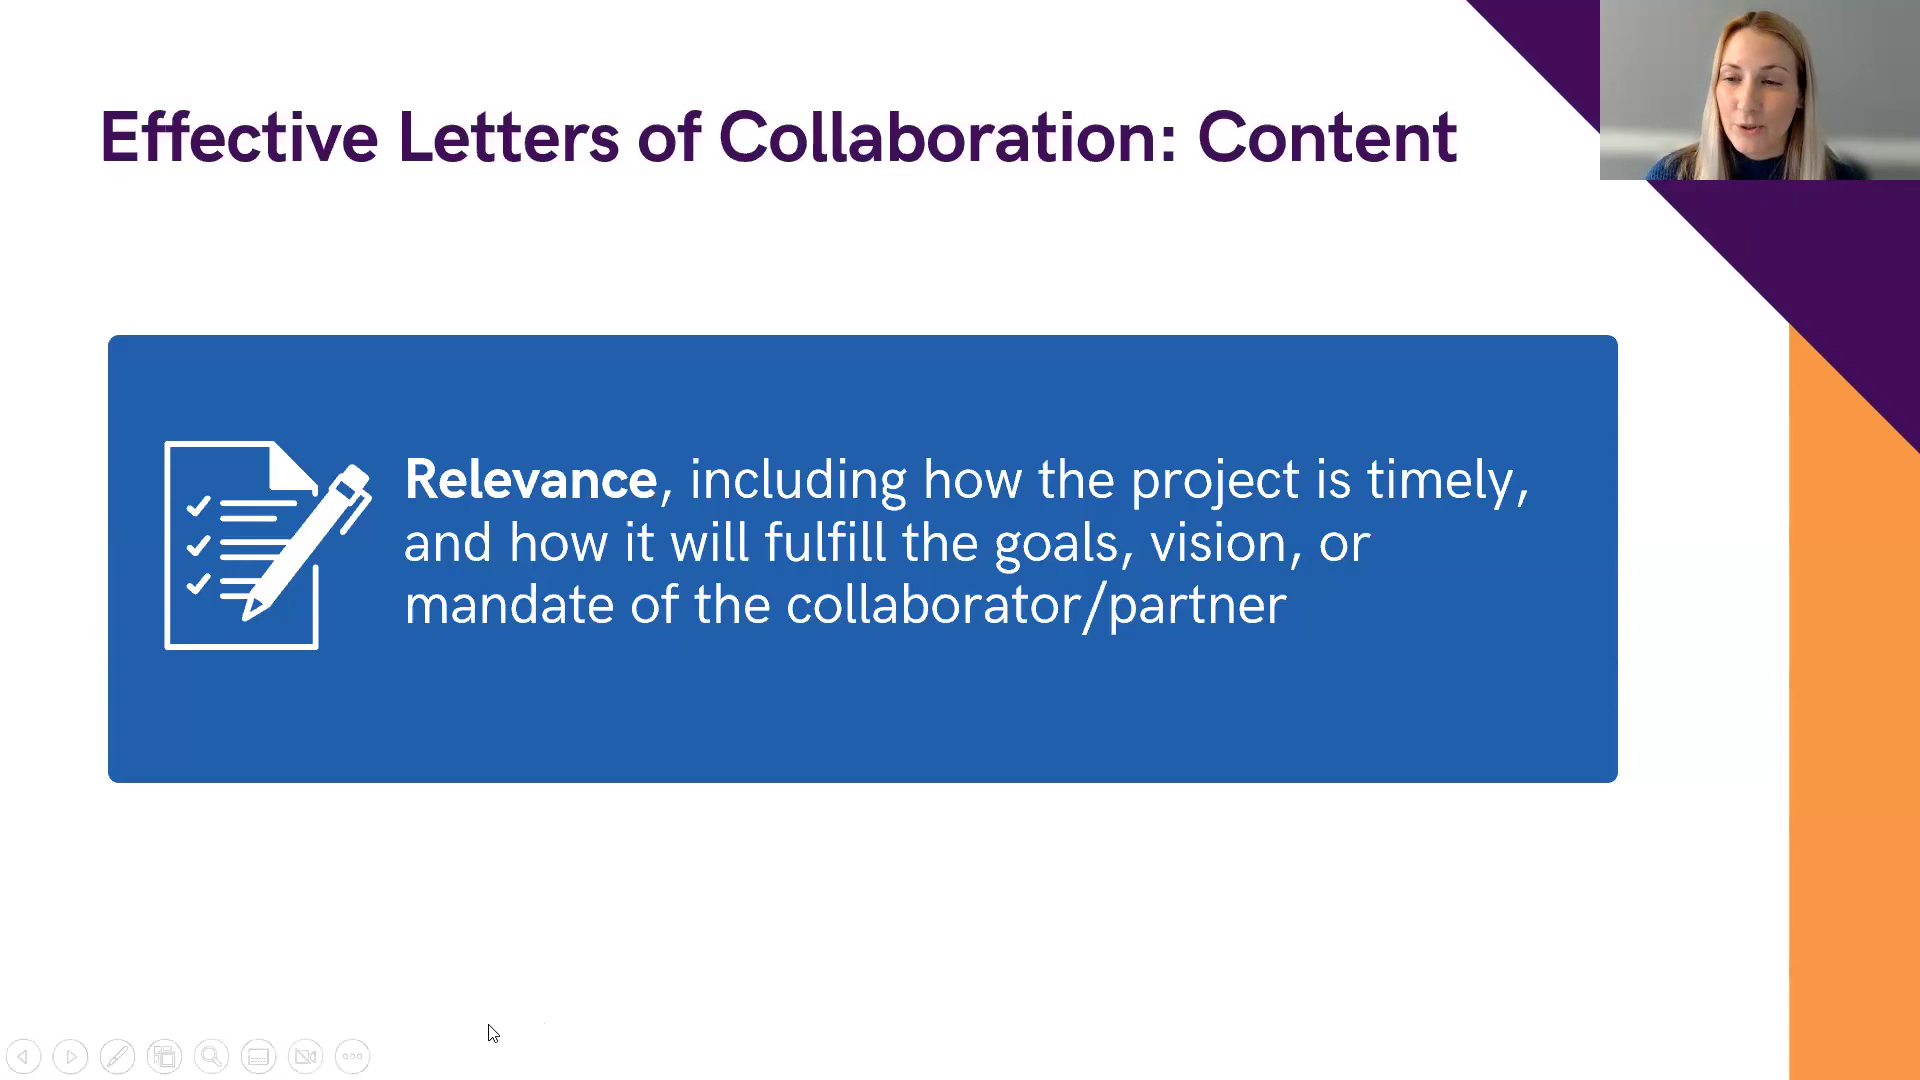 Effective Letters of Collaboration: Content
Relevance, including how the project is timely,
and how it will fulfill the goals, vision, or
mandate of the collaborator/partner